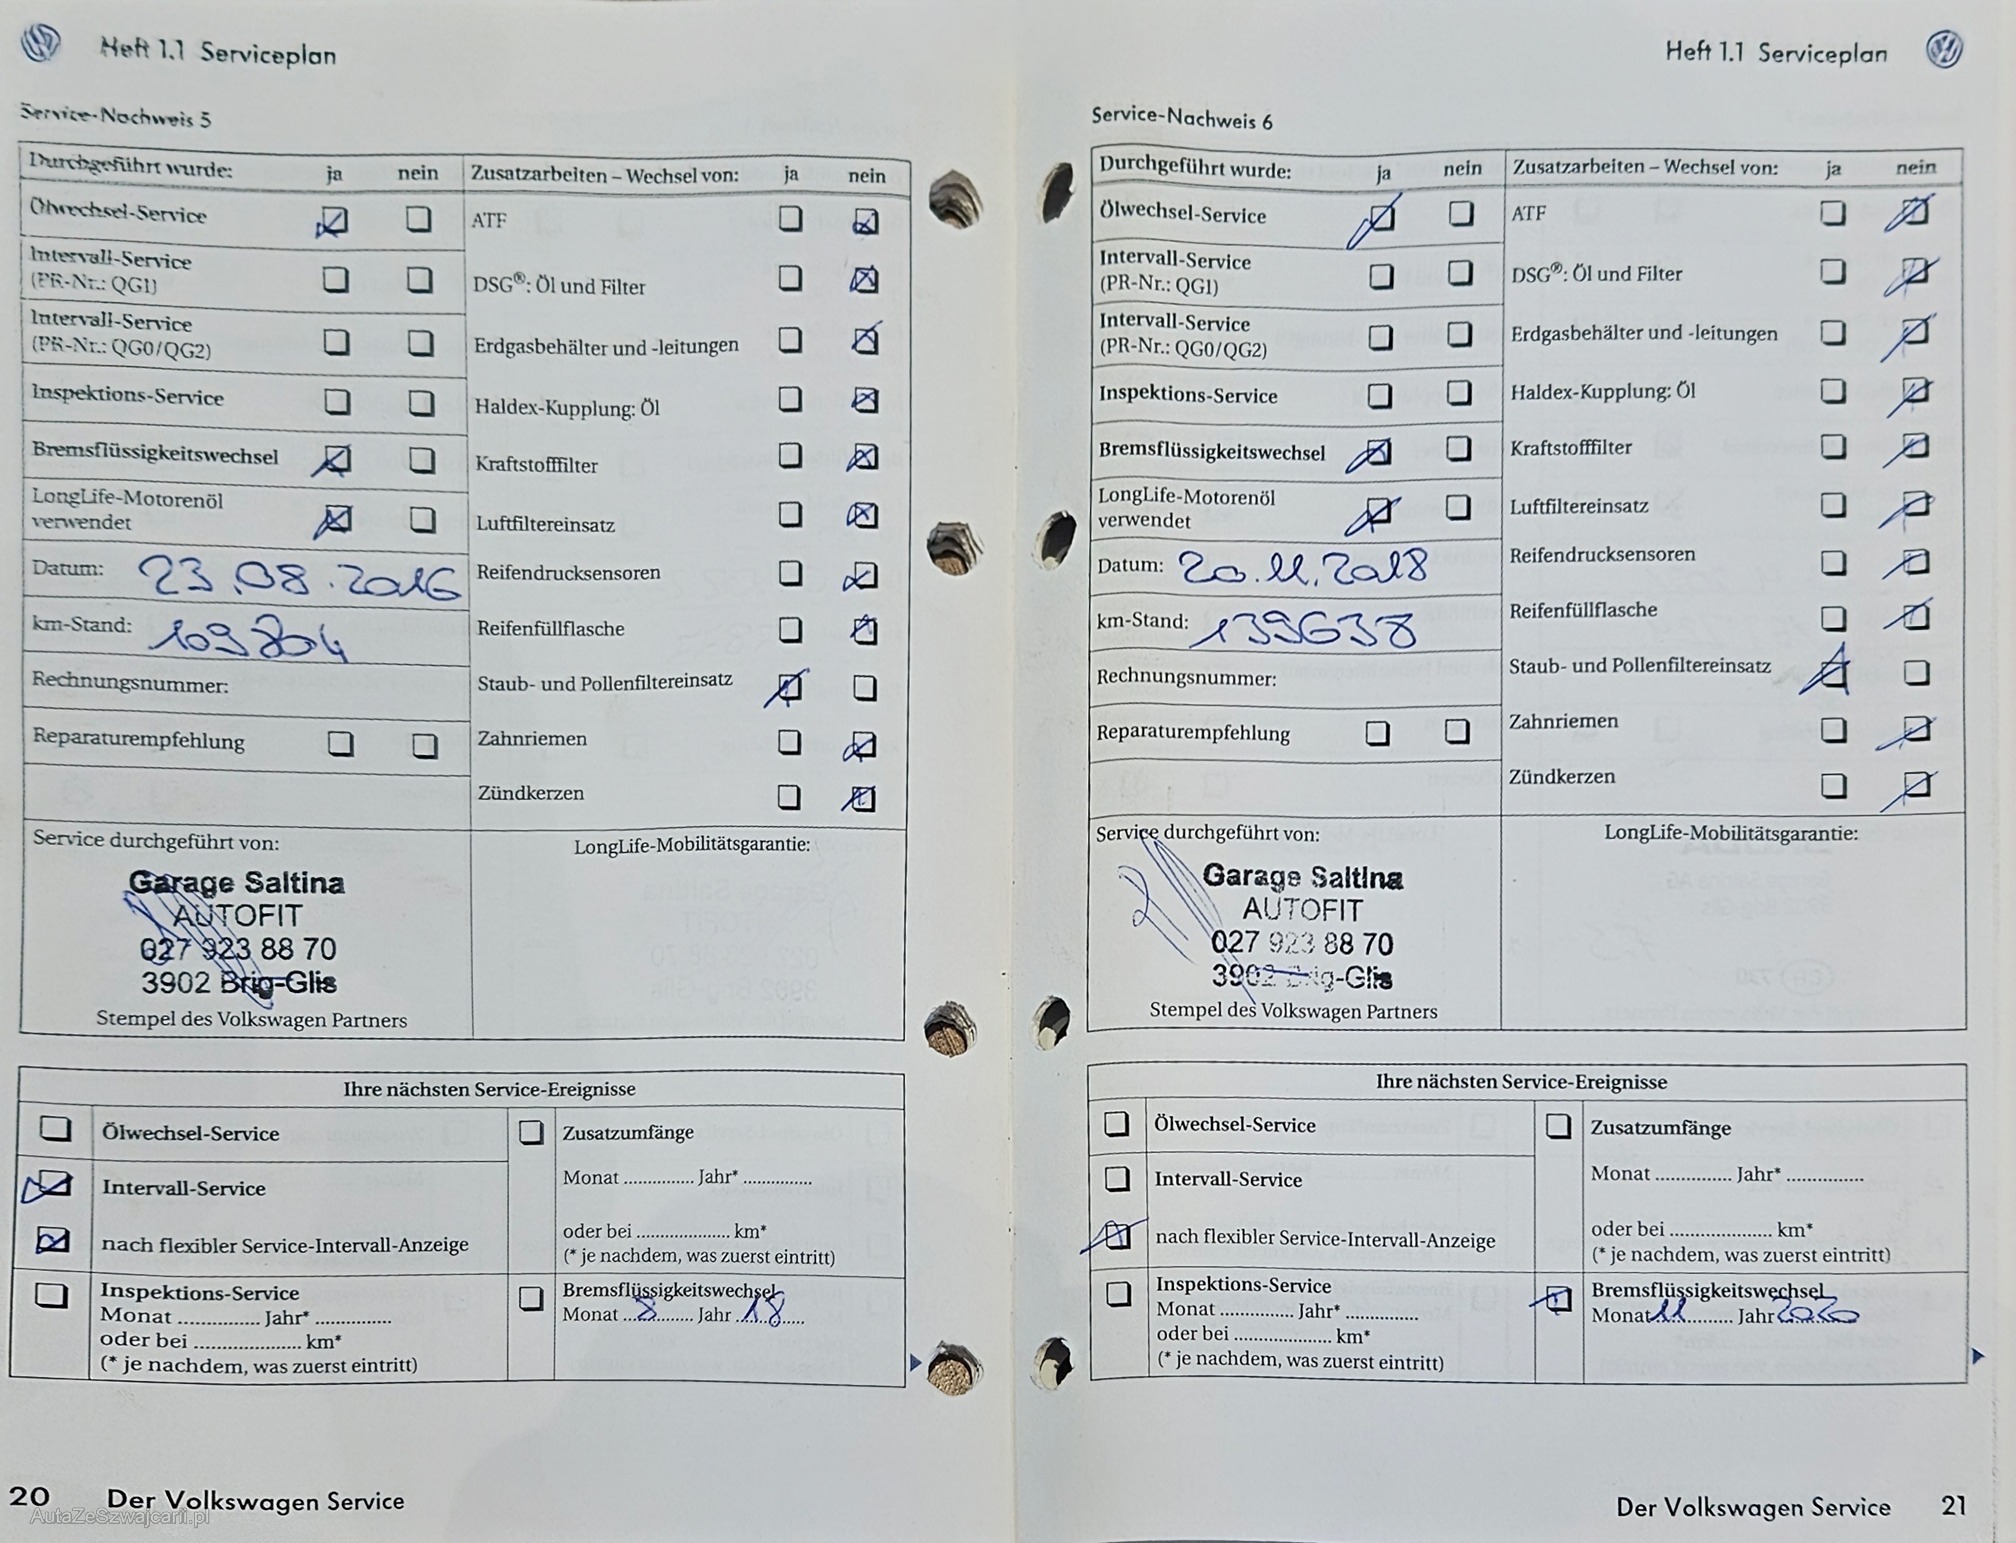 Heft 1.1 Serviceplan
Service-Nachweis 5
Durchgeführt wurde: ja nein
Ölwechsel-Service
Intervall-Service
(PR-Nr.: QG1)
Intervall-Service
(PR-Nr.: QG0/QG2)
Inspektions-Service
Bremsflüssigkeitswechsel
LongLife-Motorenöl
verwendet
Datum: 23.08.2016
km-Stand: 109804
Rechnungsnummer:
Reparaturempfehlung
Zusatzarbeiten – Wechsel von: ja nein
ATF
DSG®: Öl und Filter
Erdgasbehälter und -leitungen
Haldex-Kupplung: Öl
Kraftstofffilter
Luftfiltereinsatz
Reifendrucksensoren
Reifenfüllflasche
Staub- und Pollenfiltereinsatz
Zahnriemen
Zündkerzen
Service durchgeführt von:
Garage Saltina
AUTOFIT
027 923 88 70
3902 Brig-Glis
Stempel des Volkswagen Partners
LongLife-Mobilitätsgarantie:
Ihre nächsten Service-Ereignisse
Ölwechsel-Service
Intervall-Service
nach flexibler Service-Intervall-Anzeige
Inspektions-Service
Monat .............. Jahr* .............
oder bei .................... km*
(* je nachdem, was zuerst eintritt)
Zusatzumfänge
Monat ............. Jahr* .............
oder bei .................. km*
(* je nachdem, was zuerst eintritt)
Bremsflüssigkeitswechsel
Monat 8 Jahr 18
20 Der Volkswagen Service
AutaZeSzwajcarii.pl
Heft 1.1 Serviceplan
Service-Nachweis 6
Durchgeführt wurde: ja nein
Ölwechsel-Service
Intervall-Service
(PR-Nr.: QG1)
Intervall-Service
(PR-Nr.: QG0/QG2)
Inspektions-Service
Bremsflüssigkeitswechsel
LongLife-Motorenöl
verwendet
Datum: 20.11.2018
km-Stand: 139638
Rechnungsnummer:
Reparaturempfehlung
Zusatzarbeiten – Wechsel von: ja nein
ATF
DSG®: Öl und Filter
Erdgasbehälter und -leitungen
Haldex-Kupplung: Öl
Kraftstofffilter
Luftfiltereinsatz
Reifendrucksensoren
Reifenfüllflasche
Staub- und Pollenfiltereinsatz
Zahnriemen
Zündkerzen
Service durchgeführt von:
Garage Saltina
AUTOFIT
027 923 88 70
3902 Brig-Glis
Stempel des Volkswagen Partners
LongLife-Mobilitätsgarantie:
Ihre nächsten Service-Ereignisse
Ölwechsel-Service
Intervall-Service
nach flexibler Service-Intervall-Anzeige
Inspektions-Service
Monat ............. Jahr* .............
oder bei .................. km*
(* je nachdem, was zuerst eintritt)
Zusatzumfänge
Monat .............. Jahr* ..............
oder bei ................... km*
(* je nachdem, was zuerst eintritt)
Bremsflüssigkeitswechsel
Monat 11 Jahr 2020
Der Volkswagen Service 21